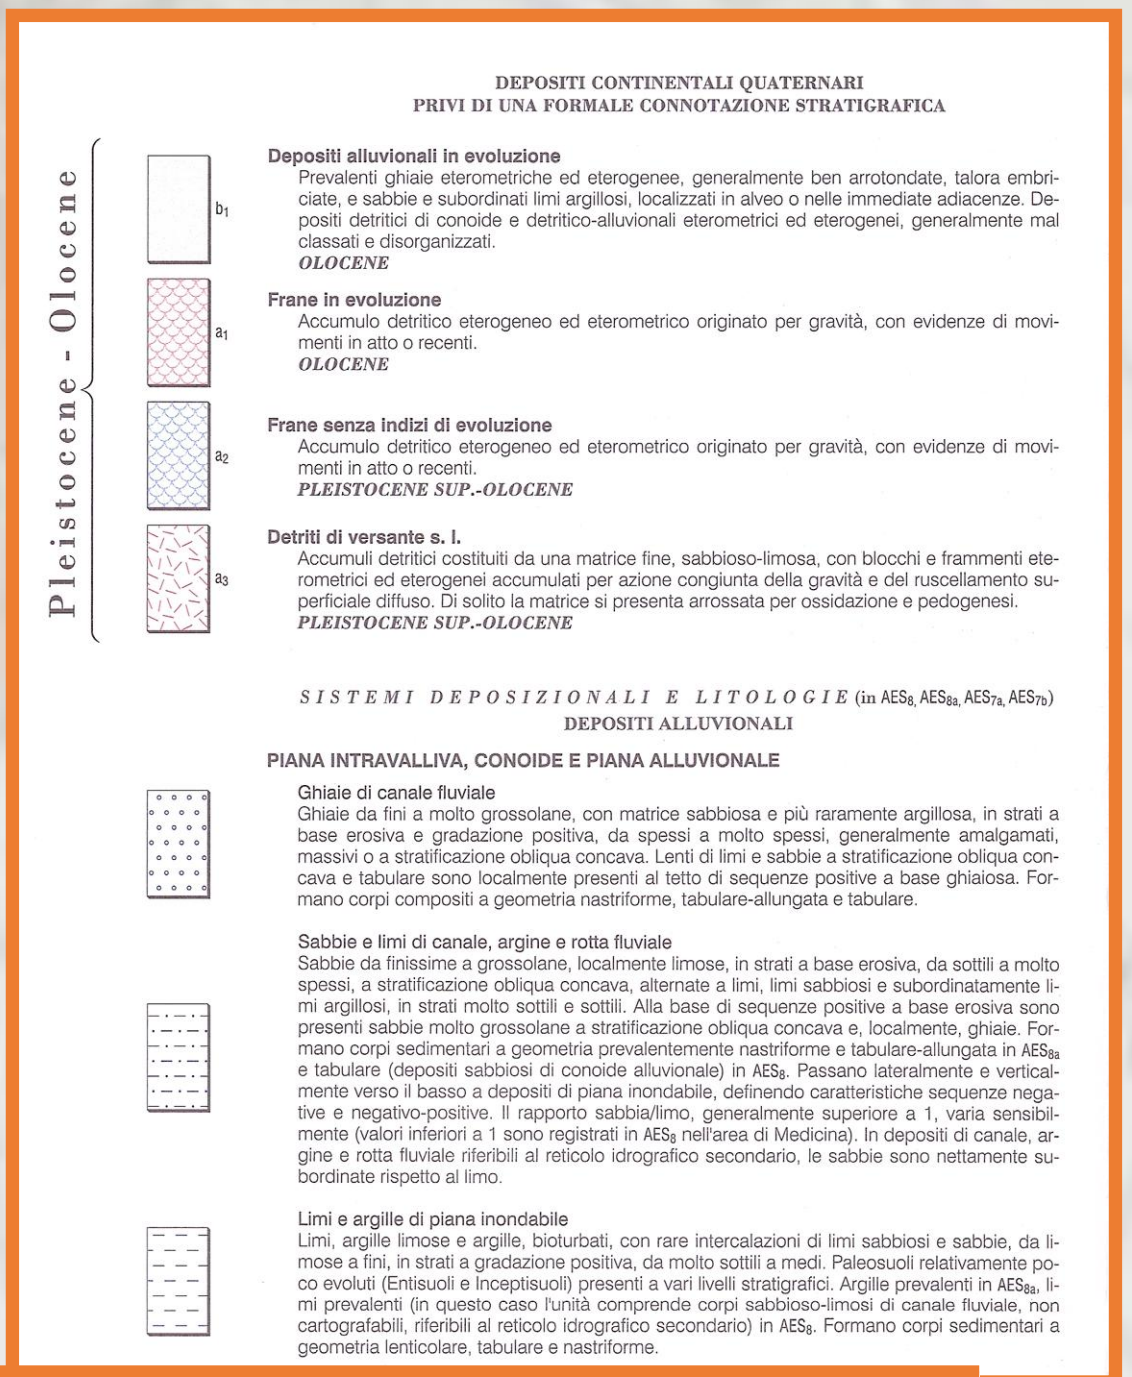 DEPOSITI CONTINENTALI QUATERNARI
PRIVI DI UNA FORMALE CONNOTAZIONE STRATIGRAFICA
Pleistocene - Olocene
b1
Depositi alluvionali in evoluzione
Prevalenti ghiaie eterometriche ed eterogenee, generalmente ben arrotondate, talora embri-
ciate, e sabbie e subordinati limi argillosi, localizzati in alveo o nelle immediate adiacenze. De-
positi detritici di conoide e detritico-alluvionali eterometrici ed eterogenei, generalmente mal
classati e disorganizzati.
OLOCENE
a1
Frane in evoluzione
Accumulo detritico eterogeneo ed eterometrico originato per gravità, con evidenze di movi-
menti in atto o recenti.
OLOCENE
a2
Frane senza indizi di evoluzione
Accumulo detritico eterogeneo ed eterometrico originato per gravità, con evidenze di movi-
menti in atto o recenti.
PLEISTOCENE SUP.-OLOCENE
a3
Detriti di versante s. l.
Accumuli detritici costituiti da una matrice fine, sabbioso-limosa, con blocchi e frammenti ete-
rometrici ed eterogenei accumulati per azione congiunta della gravità e del ruscellamento su-
perficiale diffuso. Di solito la matrice si presenta arrossata per ossidazione e pedogenesi.
PLEISTOCENE SUP.-OLOCENE
SISTEMI DEPOSIZIONALI E LITOLOGIE (in AES8, AES8a, AES7a, AES7b)
DEPOSITI ALLUVIONALI
PIANA INTRAVALLIVA, CONOIDE E PIANA ALLUVIONALE
Ghiaie di canale fluviale
Ghiaie da fini a molto grossolane, con matrice sabbiosa e più raramente argillosa, in strati a
base erosiva e gradazione positiva, da spessi a molto spessi, generalmente amalgamati,
massivi o a stratificazione obliqua concava. Lenti di limi e sabbie a stratificazione obliqua con-
cava e tabulare sono localmente presenti al tetto di sequenze positive a base ghiaiosa. For-
mano corpi compositi a geometria nastriforme, tabulare-allungata e tabulare.
Sabbie e limi di canale, argine e rotta fluviale
Sabbie da finissime a grossolane, localmente limose, in strati a base erosiva, da sottili a molto
spessi, a stratificazione obliqua concava, alternate a limi, limi sabbiosi e subordinatamente li-
mi argillosi, in strati molto sottili e sottili. Alla base di sequenze positive a base erosiva sono
presenti sabbie molto grossolane a stratificazione obliqua concava e, localmente, ghiaie. For-
mano corpi sedimentari a geometria prevalentemente nastriforme e tabulare-allungata in AES8a
e tabulare (depositi sabbiosi di conoide alluvionale) in AES8. Passano lateralmente e vertical-
mente verso il basso a depositi di piana inondabile, definendo caratteristiche sequenze nega-
tive e negativo-positive. Il rapporto sabbia/limo, generalmente superiore a 1, varia sensibil-
mente (valori inferiori a 1 sono registrati in AES8 nell'area di Medicina). In depositi di canale, ar-
gine e rotta fluviale riferibili al reticolo idrografico secondario, le sabbie sono nettamente su-
bordinate rispetto al limo.
Limi e argille di piana inondabile
Limi, argille limose e argille, bioturbati, con rare intercalazioni di limi sabbiosi e sabbie, da li-
mose a fini, in strati a gradazione positiva, da molto sottili a medi. Paleosuoli relativamente po-
co evoluti (Entisuoli e Inceptisuoli) presenti a vari livelli stratigrafici. Argille prevalenti in AES8a, li-
mi prevalenti (in questo caso l'unità comprende corpi sabbioso-limosi di canale fluviale, non
cartografabili, riferibili al reticolo idrografico secondario) in AES8. Formano corpi sedimentari a
geometria lenticolare, tabulare e nastriforme.